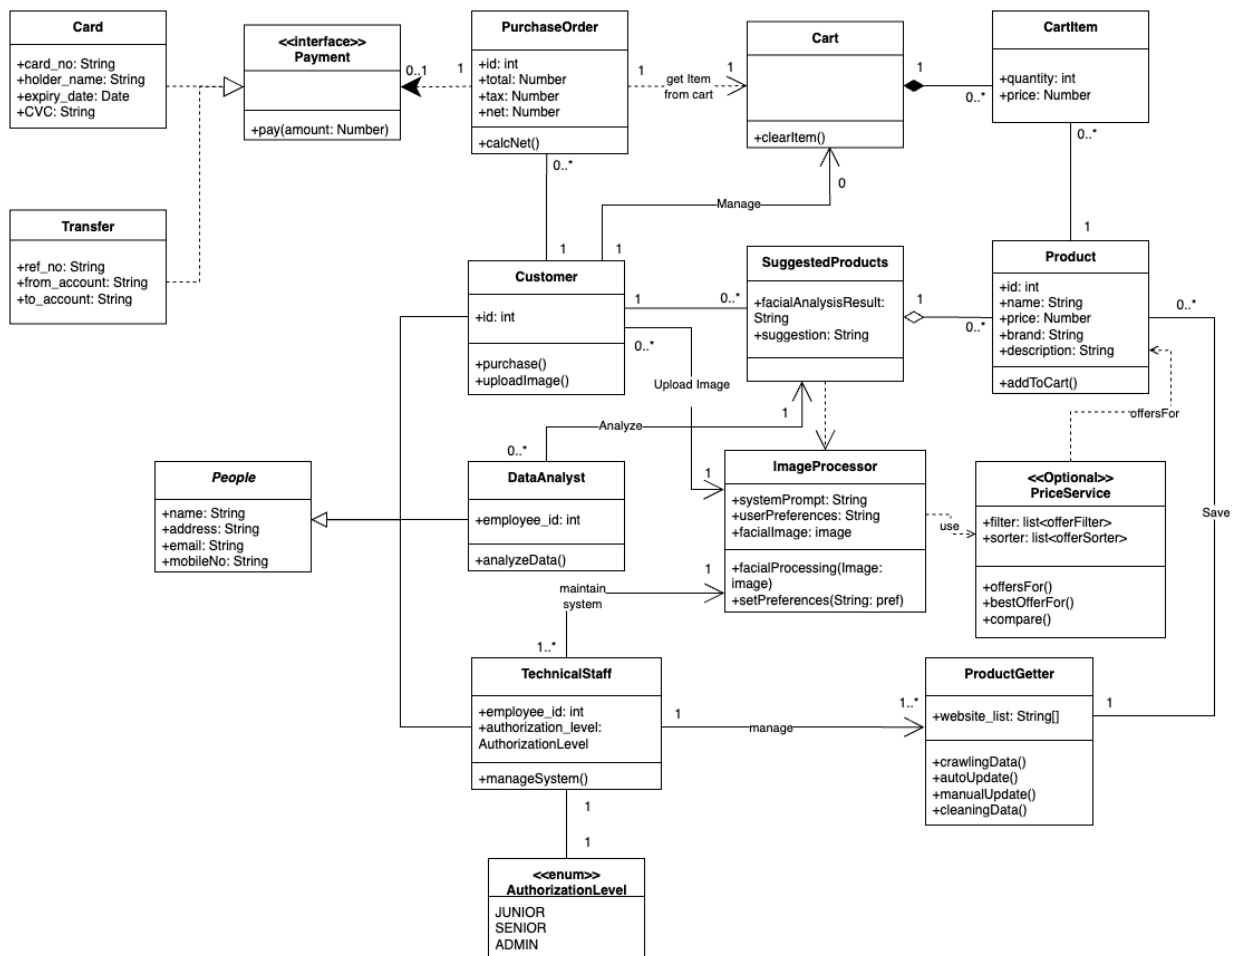 Card
+card_no: String
+holder_name: String
+expiry_date: Date
+CVC: String
<<interface>>
Payment
+pay(amount: Number)
0..1
1
PurchaseOrder
+id: int
+total: Number
+tax: Number
+net: Number
+calcNet()
0..*
1
get Item
from cart
1
Cart
+clearItem()
1
0..*
CartItem
+quantity: int
+price: Number
0..*
1
0
Manage
Transfer
+ref_no: String
+from_account: String
+to_account: String
1
1
Customer
+id: int
+purchase()
+uploadImage()
1
0..*
0..*
Upload Image
SuggestedProducts
+facialAnalysisResult:
String
+suggestion: String
1
0..*
Product
+id: int
+name: String
+price: Number
+brand: String
+description: String
+addToCart()
0..*
offersFor
1
Analyze
0..*
People
+name: String
+address: String
+email: String
+mobileNo: String
DataAnalyst
+employee_id: int
+analyzeData()
1
ImageProcessor
+systemPrompt: String
+userPreferences: String
+facialImage: image
+facialProcessing(Image:
image)
+setPreferences(String: pref)
use
<<Optional>>
PriceService
+filter: list<offerFilter>
+sorter: list<offerSorter>
+offersFor()
+bestOfferFor()
+compare()
Save
1
maintain
system
1..*
TechnicalStaff
+employee_id: int
+authorization_level:
AuthorizationLevel
+manageSystem()
1
manage
1..*
ProductGetter
+website_list: String[]
+crawlingData()
+autoUpdate()
+manualUpdate()
+cleaningData()
1
1
1
<<enum>>
AuthorizationLevel
JUNIOR
SENIOR
ADMIN